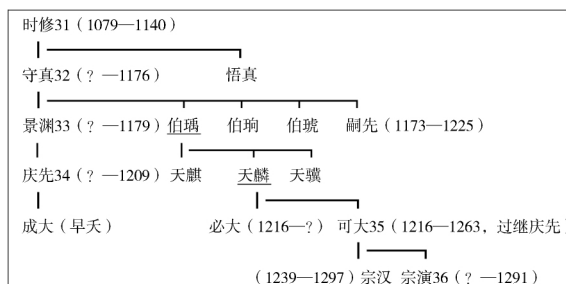 时修31（1079—1140）
守真32（？—1176） 悟真
景渊33（？—1179） 伯瑀 伯珣 伯琥 嗣先（1173—1225）
庆先34（？—1209） 天麒 天麟 天骥
成大（早夭） 必大（1216—？） 可大35（1216—1263，过继庆先）
（1239—1297）宗汉 宗演36（？—1291）